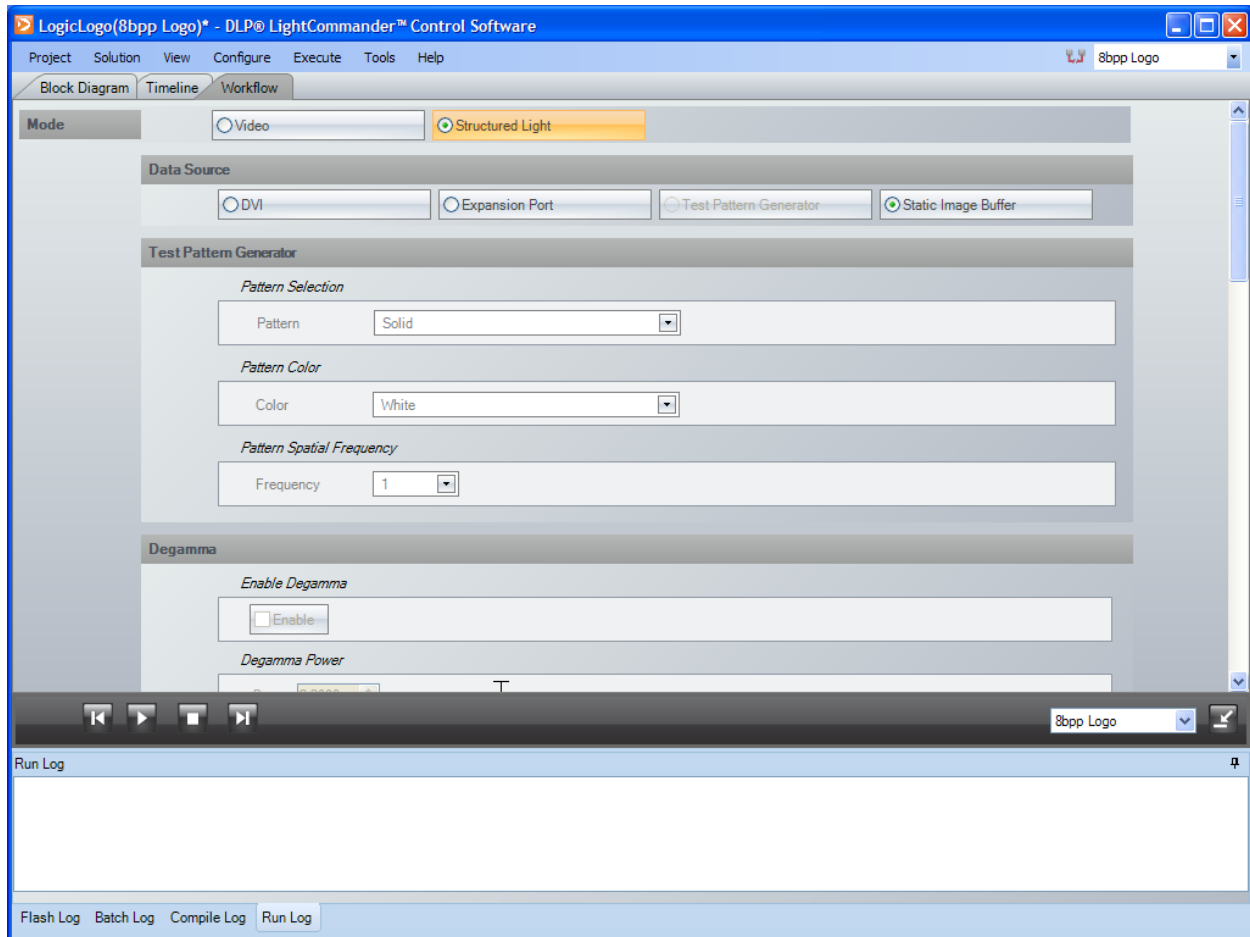 LogicLogo(8bpp Logo)* - DLP® LightCommander™ Control Software
Project Solution View Configure Execute Tools Help 8bpp Logo
Block Diagram Timeline Workflow
Mode Video Structured Light
Data Source
DVI Expansion Port Test Pattern Generator Static Image Buffer
Test Pattern Generator
Pattern Selection
Pattern Solid
Pattern Color
Color White
Pattern Spatial Frequency
Frequency 1
Degamma
Enable Degamma
Enable
Degamma Power
8bpp Logo
Run Log
Flash Log Batch Log Compile Log Run Log